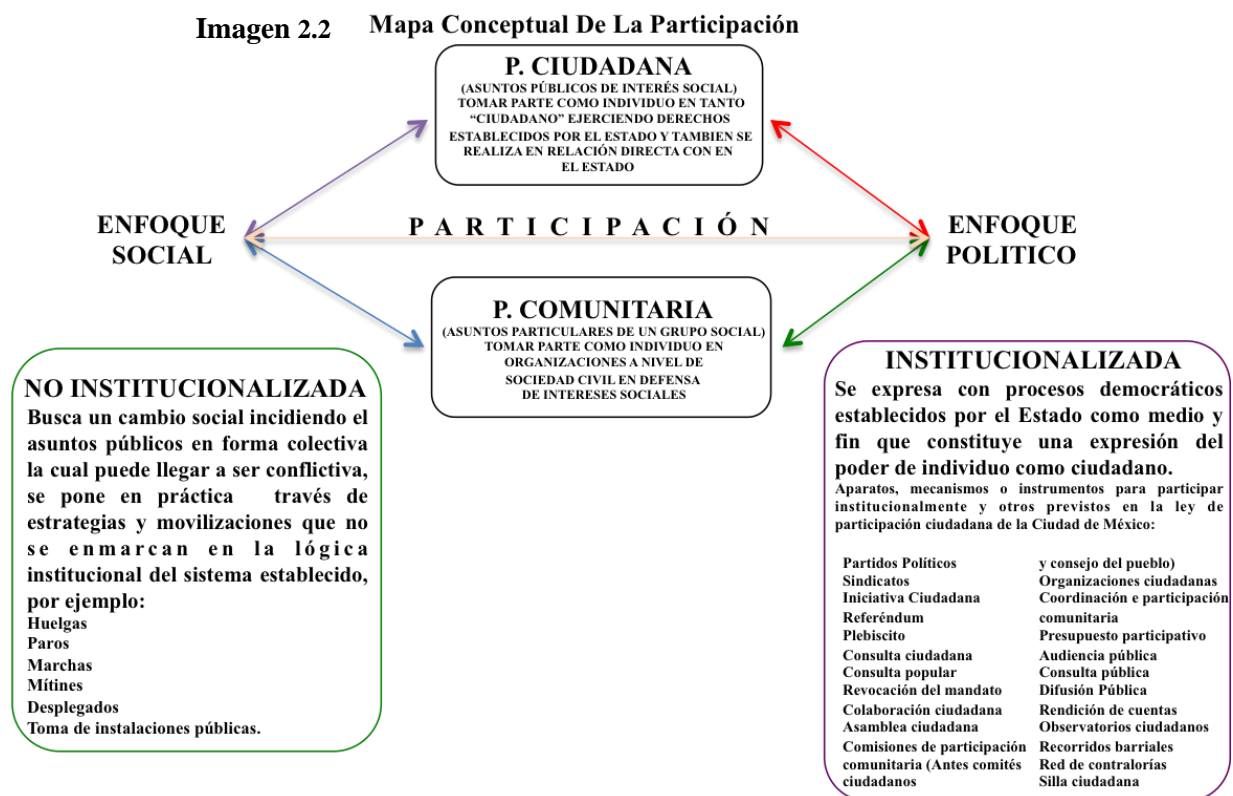 Imagen 2.2
Mapa Conceptual De La Participación
P. CIUDADANA
(ASUNTOS PÚBLICOS DE INTERÉS SOCIAL)
TOMAR PARTE COMO INDIVIDUO EN TANTO
“CIUDADANO” EJERCIENDO DERECHOS
ESTABLECIDOS POR EL ESTADO Y TAMBIEN SE
REALIZA EN RELACIÓN DIRECTA CON EN
EL ESTADO
ENFOQUE
SOCIAL
PARTICIPACIÓN
ENFOQUE
POLITICO
P. COMUNITARIA
(ASUNTOS PARTICULARES DE UN GRUPO SOCIAL)
TOMAR PARTE COMO INDIVIDUO EN
ORGANIZACIONES A NIVEL DE
SOCIEDAD CIVIL EN DEFENSA
DE INTERESES SOCIALES
NO INSTITUCIONALIZADA
Busca un cambio social incidiendo el
asuntos públicos en forma colectiva
la cual puede llegar a ser conflictiva,
se pone en práctica través de
estrategias y movilizaciones que no
se enmarcan en la lógica
institucional del sistema establecido,
por ejemplo:
Huelgas
Paros
Marchas
Mítines
Desplegados
Toma de instalaciones públicas.
INSTITUCIONALIZADA
Se expresa con procesos democráticos
establecidos por el Estado como medio y
fin que constituye una expresión del
poder de individuo como ciudadano.
Aparatos, mecanismos o instrumentos para participar
institucionalmente y otros previstos en la ley de
participación ciudadana de la Ciudad de México:
Partidos Políticos
Sindicatos
Iniciativa Ciudadana
Referéndum
Plebiscito
Consulta ciudadana
Consulta popular
Revocación del mandato
Colaboración ciudadana
Asamblea ciudadana
Comisiones de participación
comunitaria (Antes comités
ciudadanos
y consejo del pueblo)
Organizaciones ciudadanas
Coordinación e participación
comunitaria
Presupuesto participativo
Audiencia pública
Consulta pública
Difusión Pública
Rendición de cuentas
Observatorios ciudadanos
Recorridos barriales
Red de contralorías
Silla ciudadana